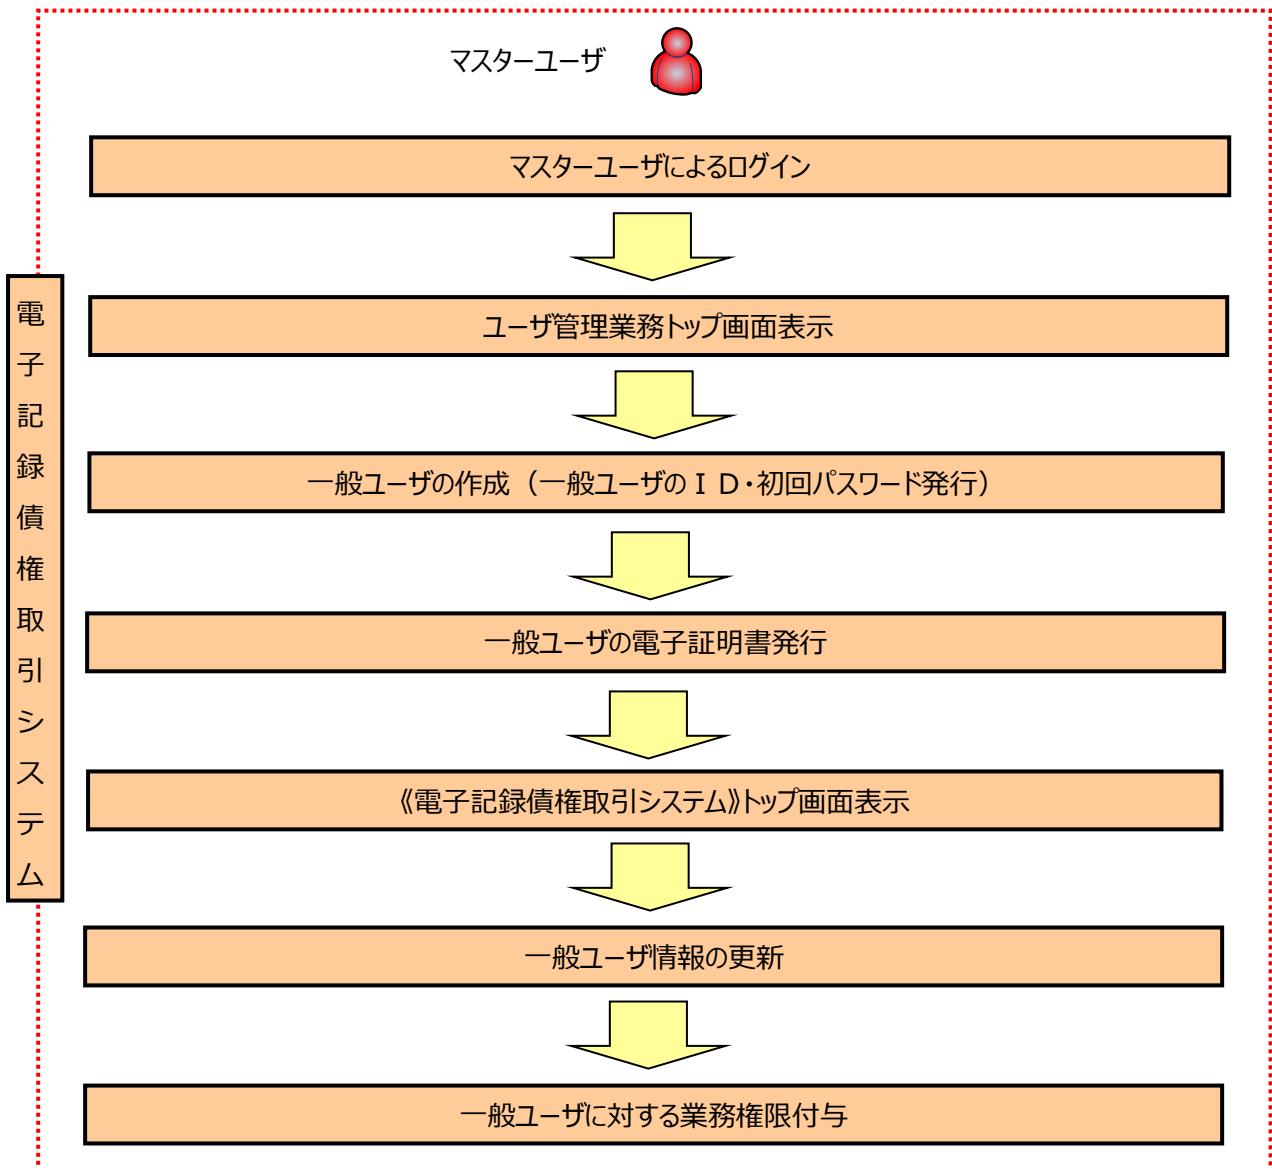 マスターユーザ
マスターユーザによるログイン
ユーザ管理業務トップ画面表示
一般ユーザの作成（一般ユーザのＩＤ・初回パスワード発行）
一般ユーザの電子証明書発行
《電子記録債権取引システム》トップ画面表示
一般ユーザ情報の更新
一般ユーザに対する業務権限付与
電子記録債権取引システム